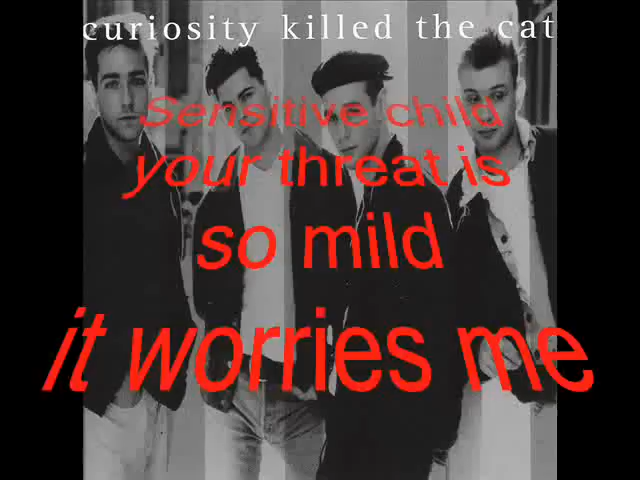 curiosity killed the cat
Sensitive child
your threat is
so mild
it worries me